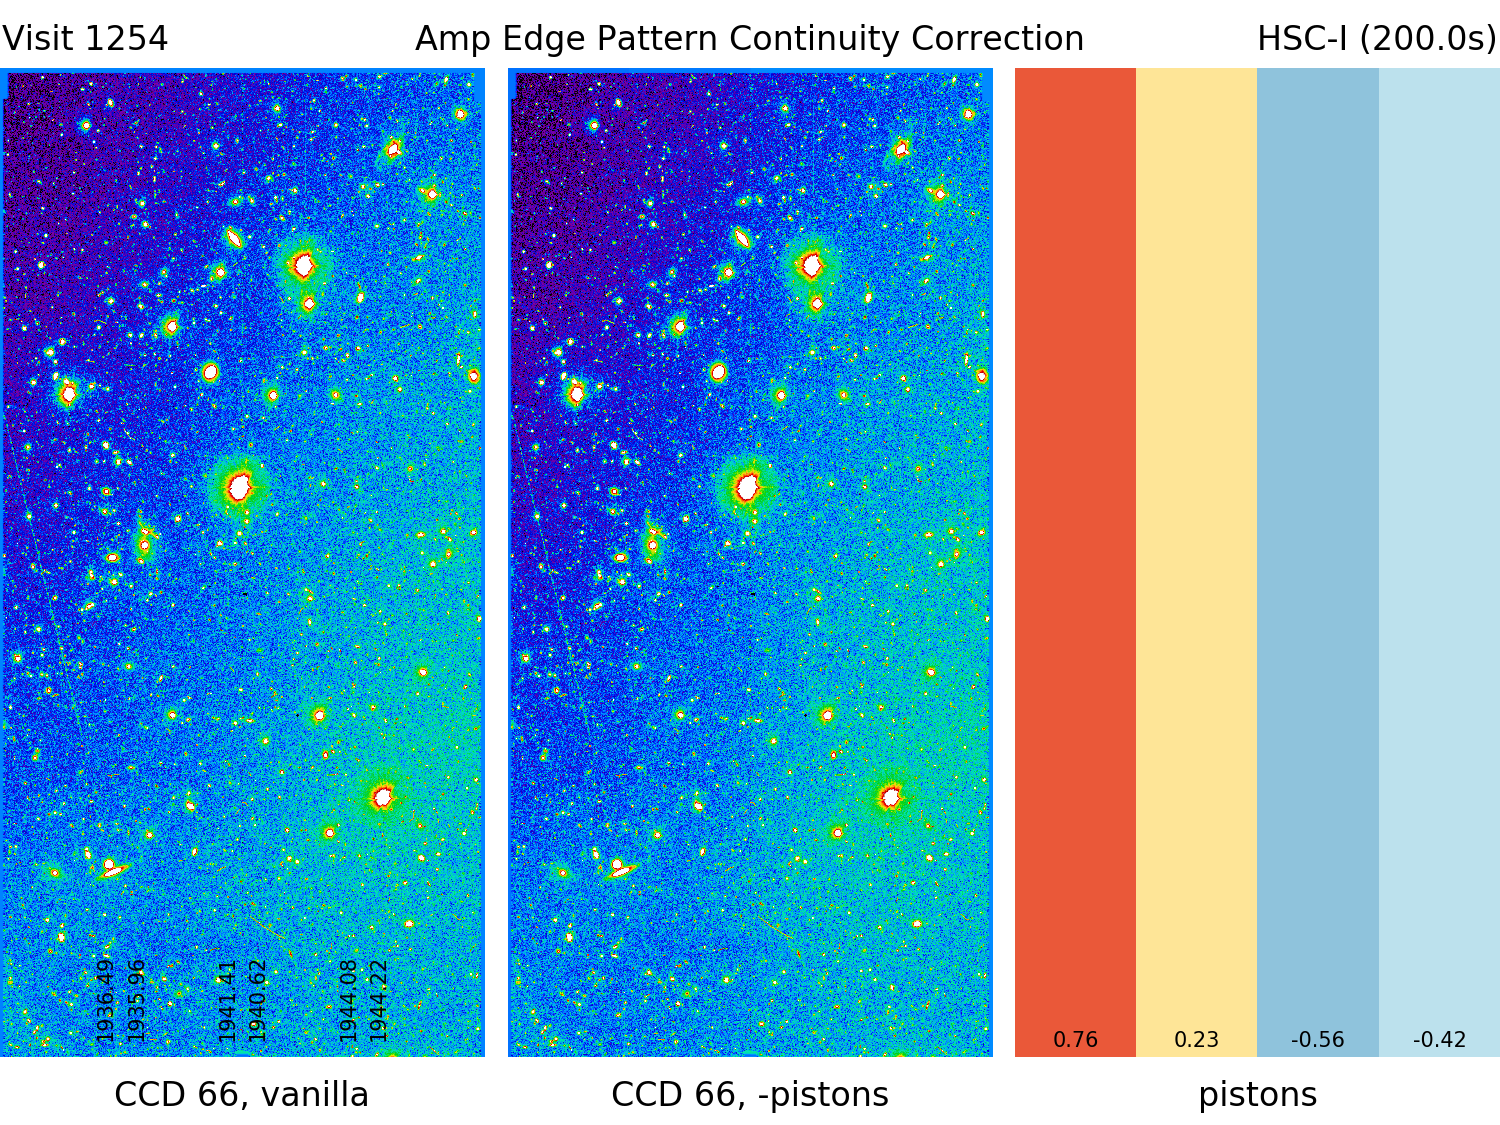 Visit 1254
Amp Edge Pattern Continuity Correction
HSC-I (200.0s)
1936.49
1935.96
1941.41
1940.62
1944.08
1944.22
0.76
0.23
-0.56
-0.42
CCD 66, vanilla
CCD 66, -pistons
pistons